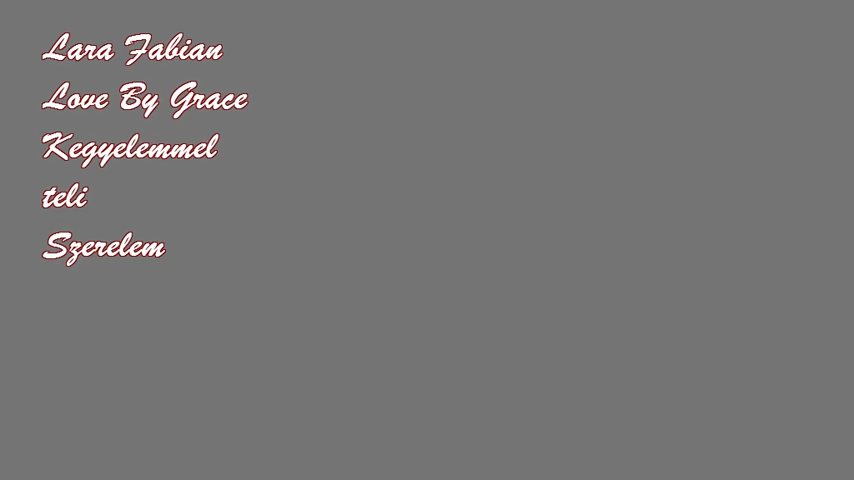 Lara Fabian
Love By Grace
Kegyelemmel
teli
Szerelem